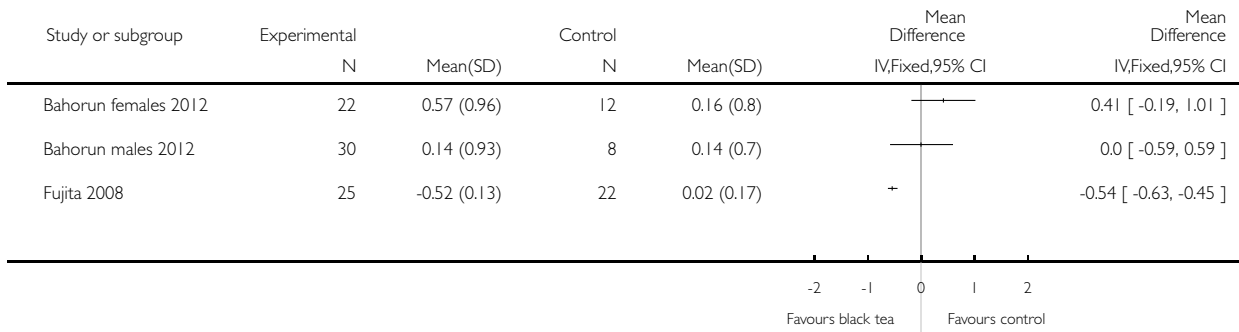 Study or subgroup Experimental Control Mean Difference Mean Difference
N Mean(SD) N Mean(SD) IV,Fixed,95% CI IV,Fixed,95% CI
Bahorun females 2012 22 0.57 (0.96) 12 0.16 (0.8) 0.41 [ -0.19, 1.01 ]
Bahorun males 2012 30 0.14 (0.93) 8 0.14 (0.7) 0.0 [ -0.59, 0.59 ]
Fujita 2008 25 -0.52 (0.13) 22 0.02 (0.17) -0.54 [ -0.63, -0.45 ]
-2 -1 0 1 2
Favours black tea Favours control